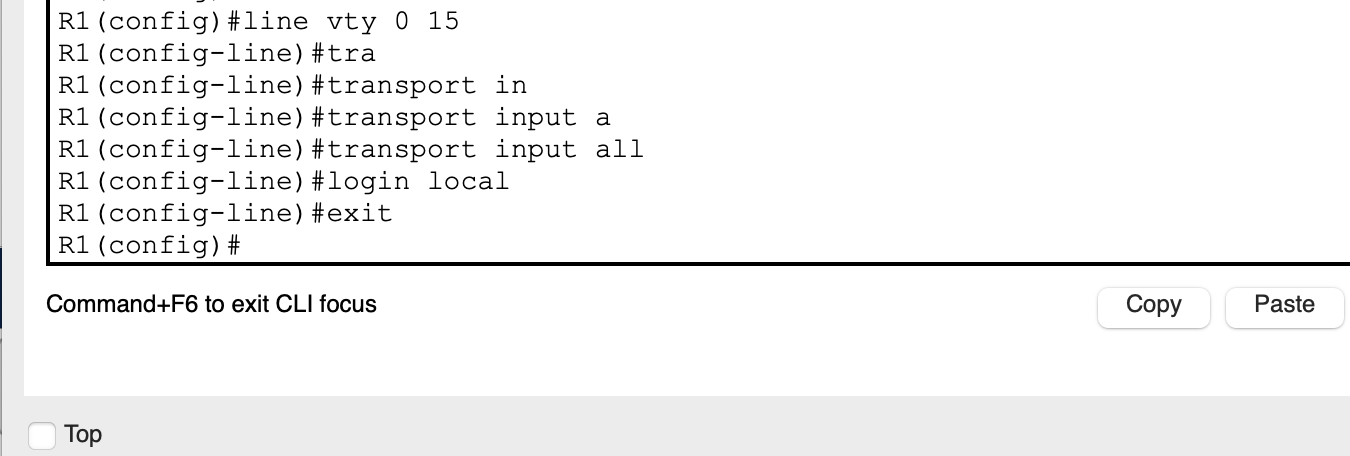 R1(config)#line vty 0 15
R1(config-line)#tra
R1(config-line)#transport in
R1(config-line)#transport input a
R1(config-line)#transport input all
R1(config-line)#login local
R1(config-line)#exit
R1(config)#
Command+F6 to exit CLI focus
Copy
Paste
Top